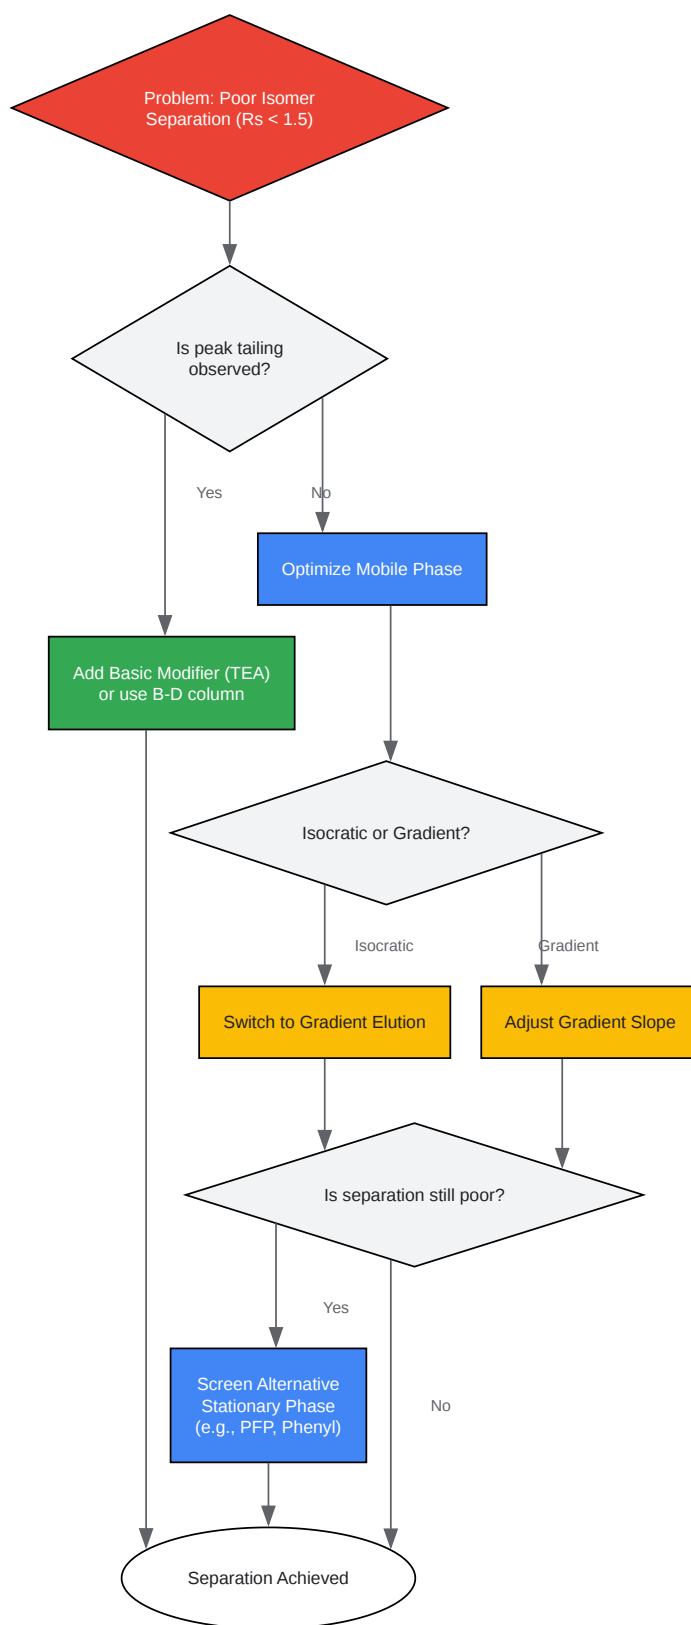 Problem: Poor Isomer
Separation (Rs < 1.5)
Is peak tailing
observed?
Yes
No
Optimize Mobile Phase
Add Basic Modifier (TEA)
or use B-D column
Isocratic or Gradient?
Isocratic
Gradient
Switch to Gradient Elution
Adjust Gradient Slope
Is separation still poor?
Yes
Screen Alternative
Stationary Phase
(e.g., PFP, Phenyl)
No
Separation Achieved